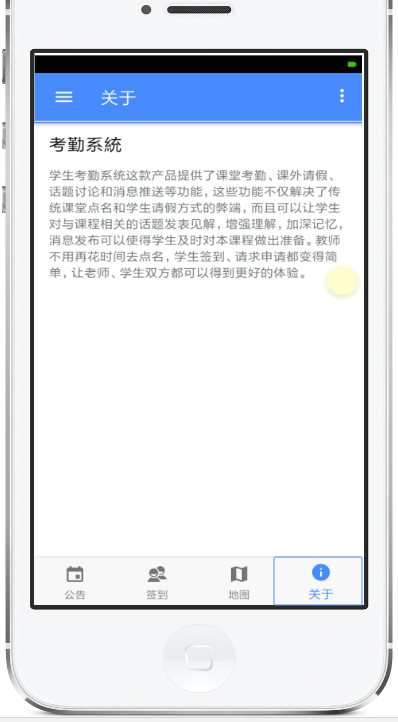 关于
考勤系統
学生考勤系统这款产品提供了课堂考勤、课外请假、
话题讨论和消息推送等功能，这些功能不仅解决了传
统课堂点名和学生请假方式的弊端，而且可以让学生
对与课程相关的话题发表见解，增强理解，加深记忆，
消息发布可以使得学生及时对本课程做出准备。教师
不用再花时间去点名，学生签到、请求申请都变得简
单，让老师、学生双方都可以得到更好的体验。
公告
签到
地图
关于